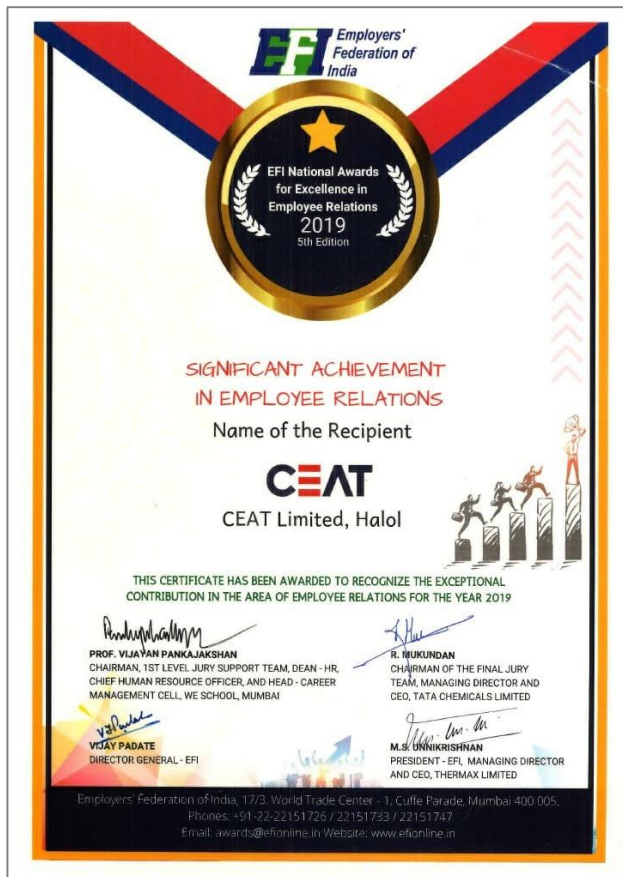 EFI Employers'
Federation of
India
EFI National Awards
for Excellence in
Employee Relations
2019
5th Edition
SIGNIFICANT ACHIEVEMENT
IN EMPLOYEE RELATIONS
Name of the Recipient
CEAT
CEAT Limited, Halol
THIS CERTIFICATE HAS BEEN AWARDED TO RECOGNIZE THE EXCEPTIONAL
CONTRIBUTION IN THE AREA OF EMPLOYEE RELATIONS FOR THE YEAR 2019
PROF. VIJAYAN PANKAJAKSHAN
CHAIRMAN, 1ST LEVEL JURY SUPPORT TEAM, DEAN - HR,
CHIEF HUMAN RESOURCE OFFICER, AND HEAD - CAREER
MANAGEMENT CELL, WE SCHOOL, MUMBAI
R. MUKUNDAN
CHAIRMAN OF THE FINAL JURY
TEAM, MANAGING DIRECTOR AND
CEO, TATA CHEMICALS LIMITED
VIJAY PADATE
DIRECTOR GENERAL - EFI
M.S. UNNIKRISHNAN
PRESIDENT - EFI, MANAGING DIRECTOR
AND CEO, THERMAX LIMITED
Employers' Federation of India, 17/3, World Trade Center - 1, Cuffe Parade, Mumbai 400 005.
Phones: +91-22-22151726 / 22151733 / 22151747
Email: awards@efionline.in Website: www.efionline.in